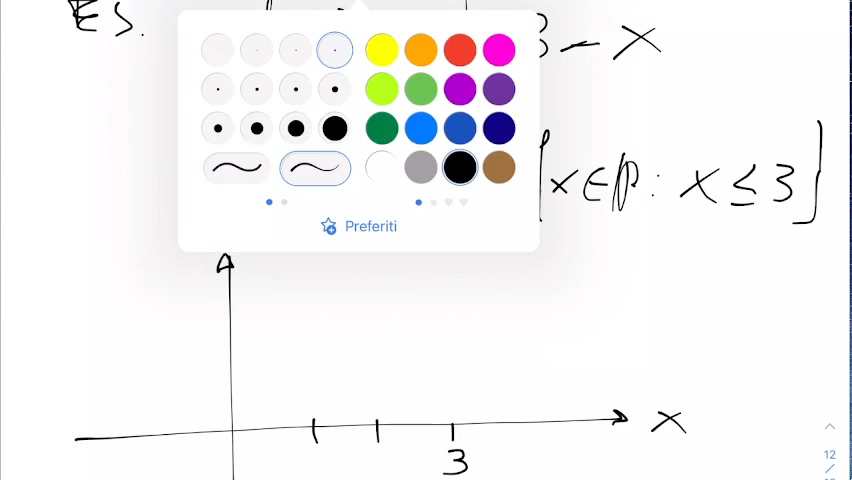 ES.
3 - x
{x ∈ ℝ : x ≤ 3}
Preferiti
x
3
12
/